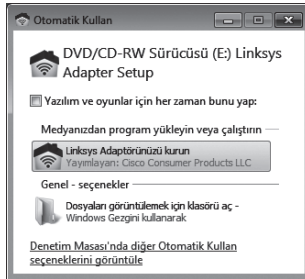 Otomatik Kullan
DVD/CD-RW Sürücüsü (E:) Linksys
Adapter Setup
Yazılım ve oyunlar için her zaman bunu yap:
Medyanızdan program yükleyin veya çalıştırın
Linksys Adaptörünüzü kurun
Yayımlayan: Cisco Consumer Products LLC
Genel - seçenekler
Dosyaları görüntülemek için klasörü aç -
Windows Gezgini kullanarak
Denetim Masası'nda diğer Otomatik Kullan
seçeneklerini görüntüle